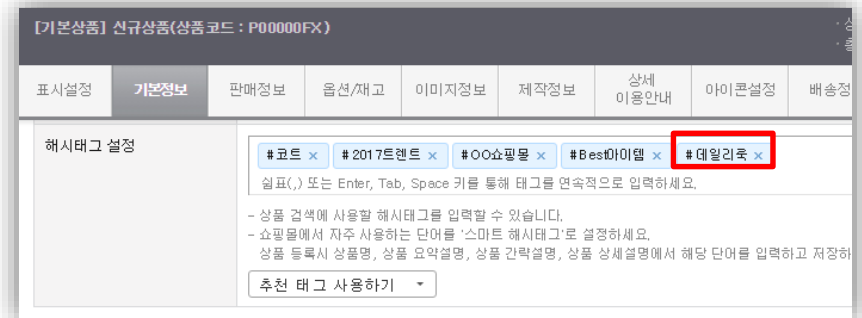 [기본상품] 신규상품(상품코드 : P00000FX)
표시설정 기본정보 판매정보 옵션/재고 이미지정보 제작정보 상세 이용안내 아이콘설정 배송정
해시태그 설정
#코트 × #2017트렌트 × #OO쇼핑몽 × #Best아이템 × #데일리룩 ×
쉼표(,) 또는 Enter, Tab, Space 키를 통해 태그를 연속적으로 입력하세요.
- 상품 검색에 사용할 해시태그를 입력할 수 있습니다.
- 쇼핑몰에서 자주 사용하는 단어를 '스마트 해시태그'로 설정하세요.
상품 등록시 상품명, 상품 요약설명, 상품 간략설명, 상품 상세설명에서 해당 단어를 입력하고 저장하
추천 태그 사용하기